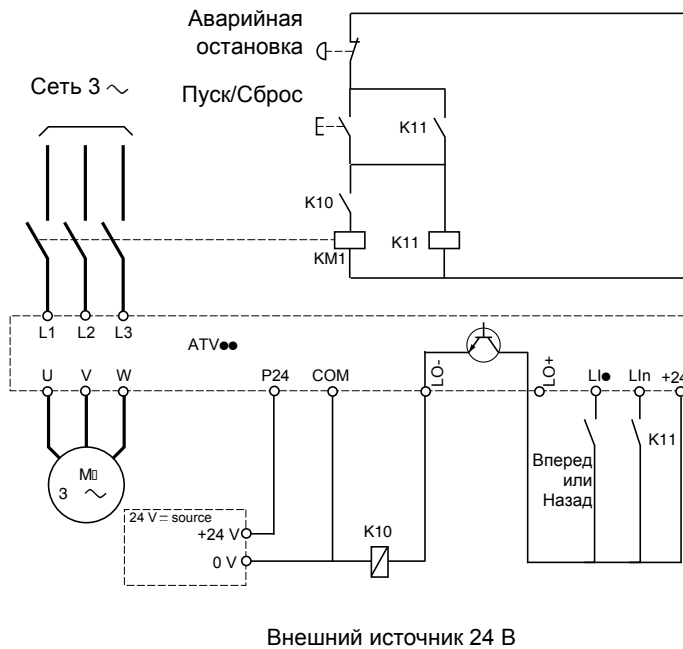 Аварийная
остановка
Сеть 3 ~
Пуск/Сброс
K11
K10
KM1
K11
L1 L2 L3
ATV●●
U V W P24 COM LO- LO+ LI● LIn +24
K11
Вперед
или
Назад
M
3 ~
24 V = source
+24 V
0 V
K10
Внешний источник 24 В